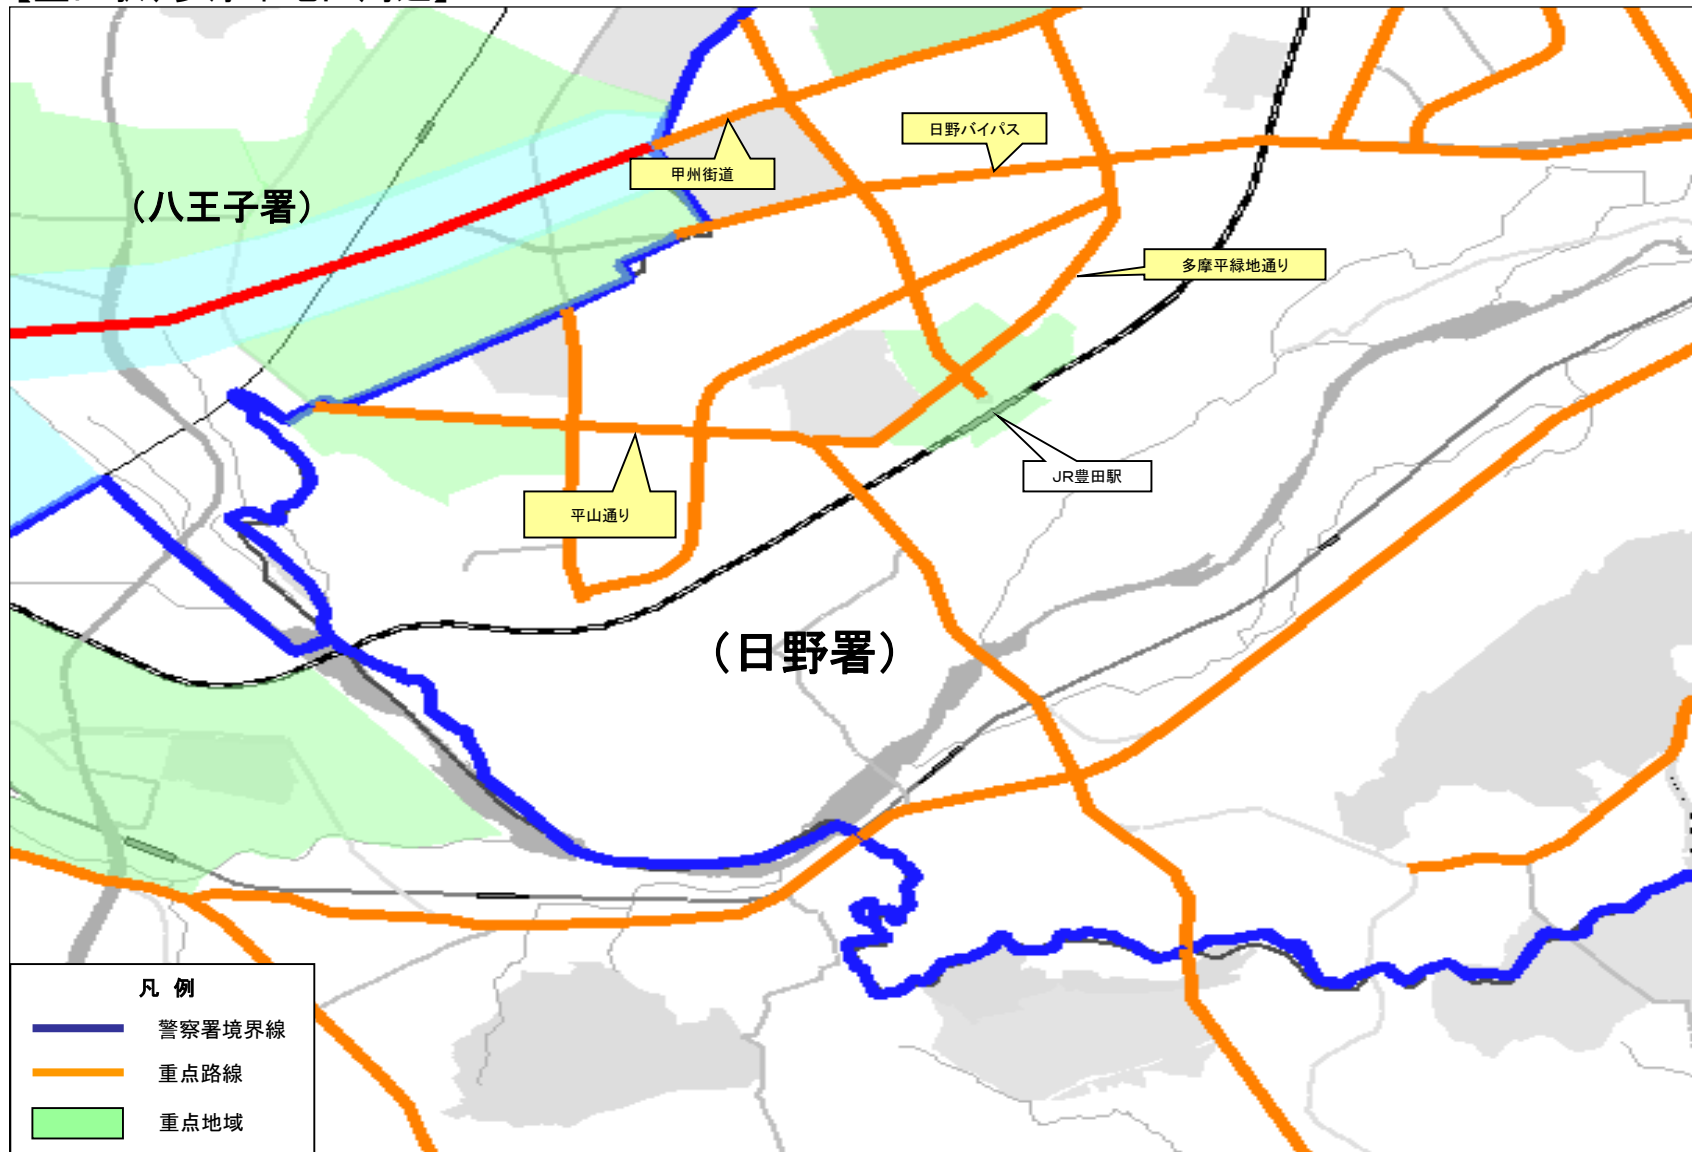 （八王子署）
日野バイパス
甲州街道
多摩平緑地通り
JR豊田駅
平山通り
（日野署）
凡 例
警察署境界線
重点路線
重点地域